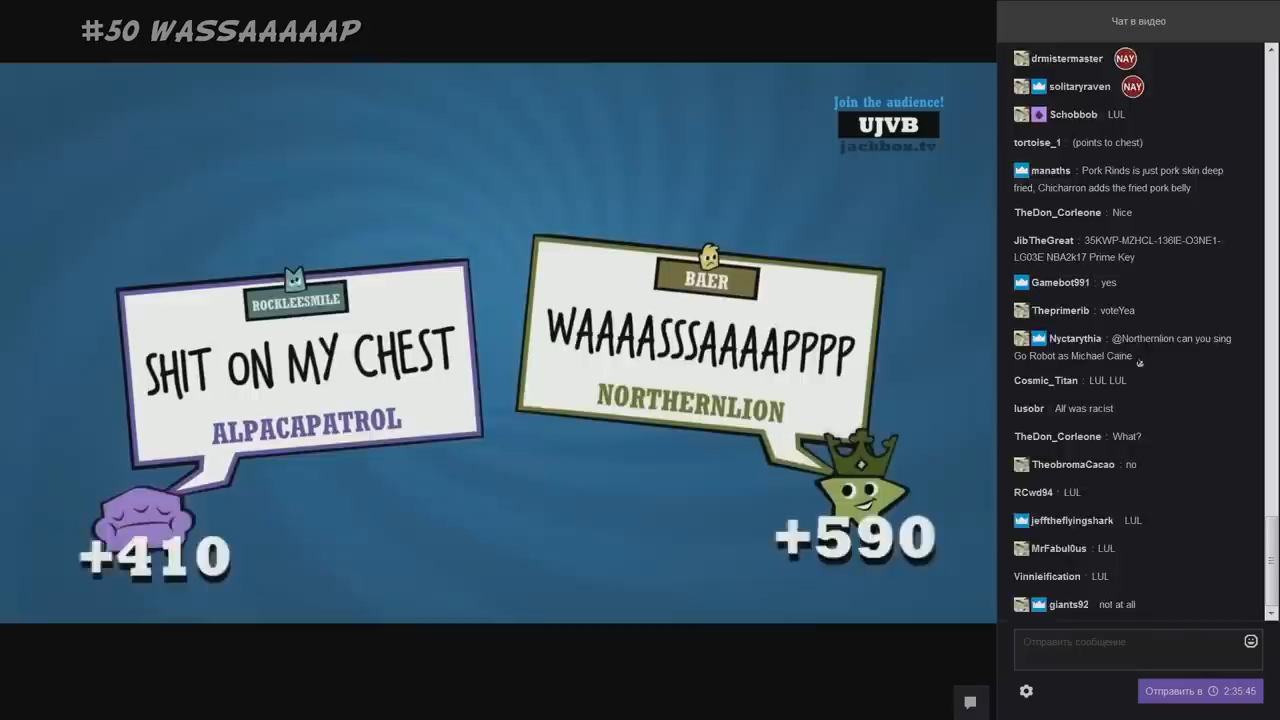 #50 WASSAAAAAP
Join the audience!
UJVB
jackbox.tv
ROCKLEESMILE
SHIT ON MY CHEST
ALPACAPATROL
+410
BAER
WAAAASSSAAAAPPPP
NORTHERNLION
+590
Чат в видео
drmistermaster NAY
solitaryraven NAY
Schobbob LUL
tortoise_1 (points to chest)
manaths : Pork Rinds is just pork skin deep
fried, Chicharron adds the fried pork belly
TheDon_Corleone : Nice
JibTheGreat : 35KWP-MZHCL-136IE-O3NE1-
LG03E NBA2k17 Prime Key
Gamebot991 : yes
Theprimerib : voteYea
Nyctarythia : @Northernlion can you sing
Go Robot as Michael Caine
Cosmic_Titan : LUL LUL
lusobr : Alf was racist
TheDon_Corleone : What?
TheobromaCacao : no
RCwd94 : LUL
jefftheflyingshark LUL
MrFabul0us : LUL
Vinnieification : LUL
giants92 not at all
Отправить сообщение
Отправить в 2:35:45